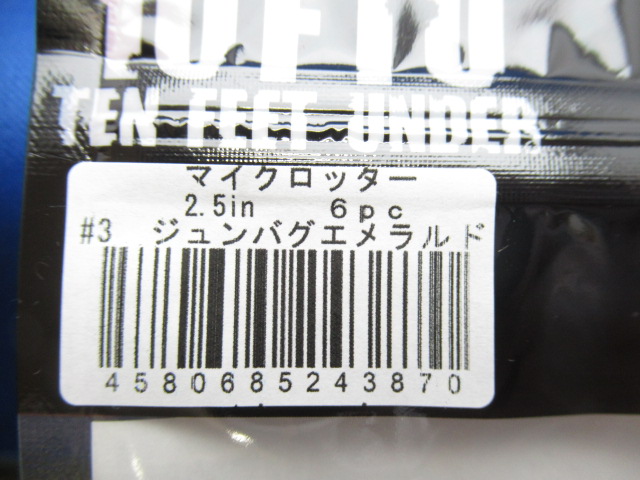 TEN FEET UNDER
マイクロッター
2.5in 6pc
#3 ジュンバグエメラルド
4580685243870